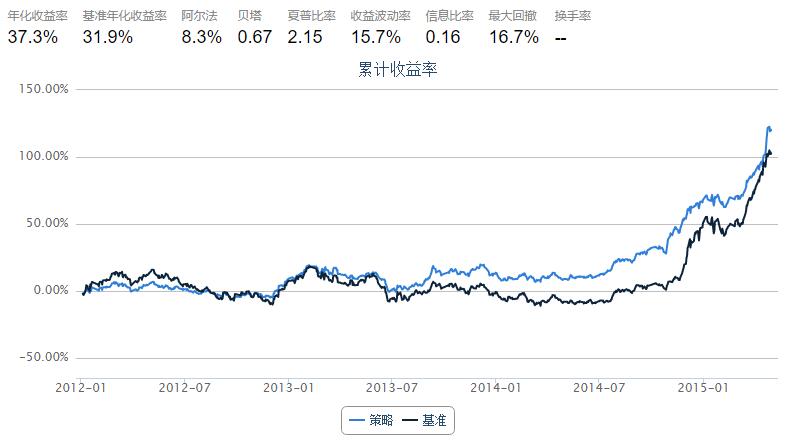 年化收益率 基准年化收益率 阿尔法 贝塔 夏普比率 收益波动率 信息比率 最大回撤 换手率
37.3% 31.9% 8.3% 0.67 2.15 15.7% 0.16 16.7% --
累计收益率
150.00%
100.00%
50.00%
0.00%
-50.00%
2012-01 2012-07 2013-01 2013-07 2014-01 2014-07 2015-01
策略 基准